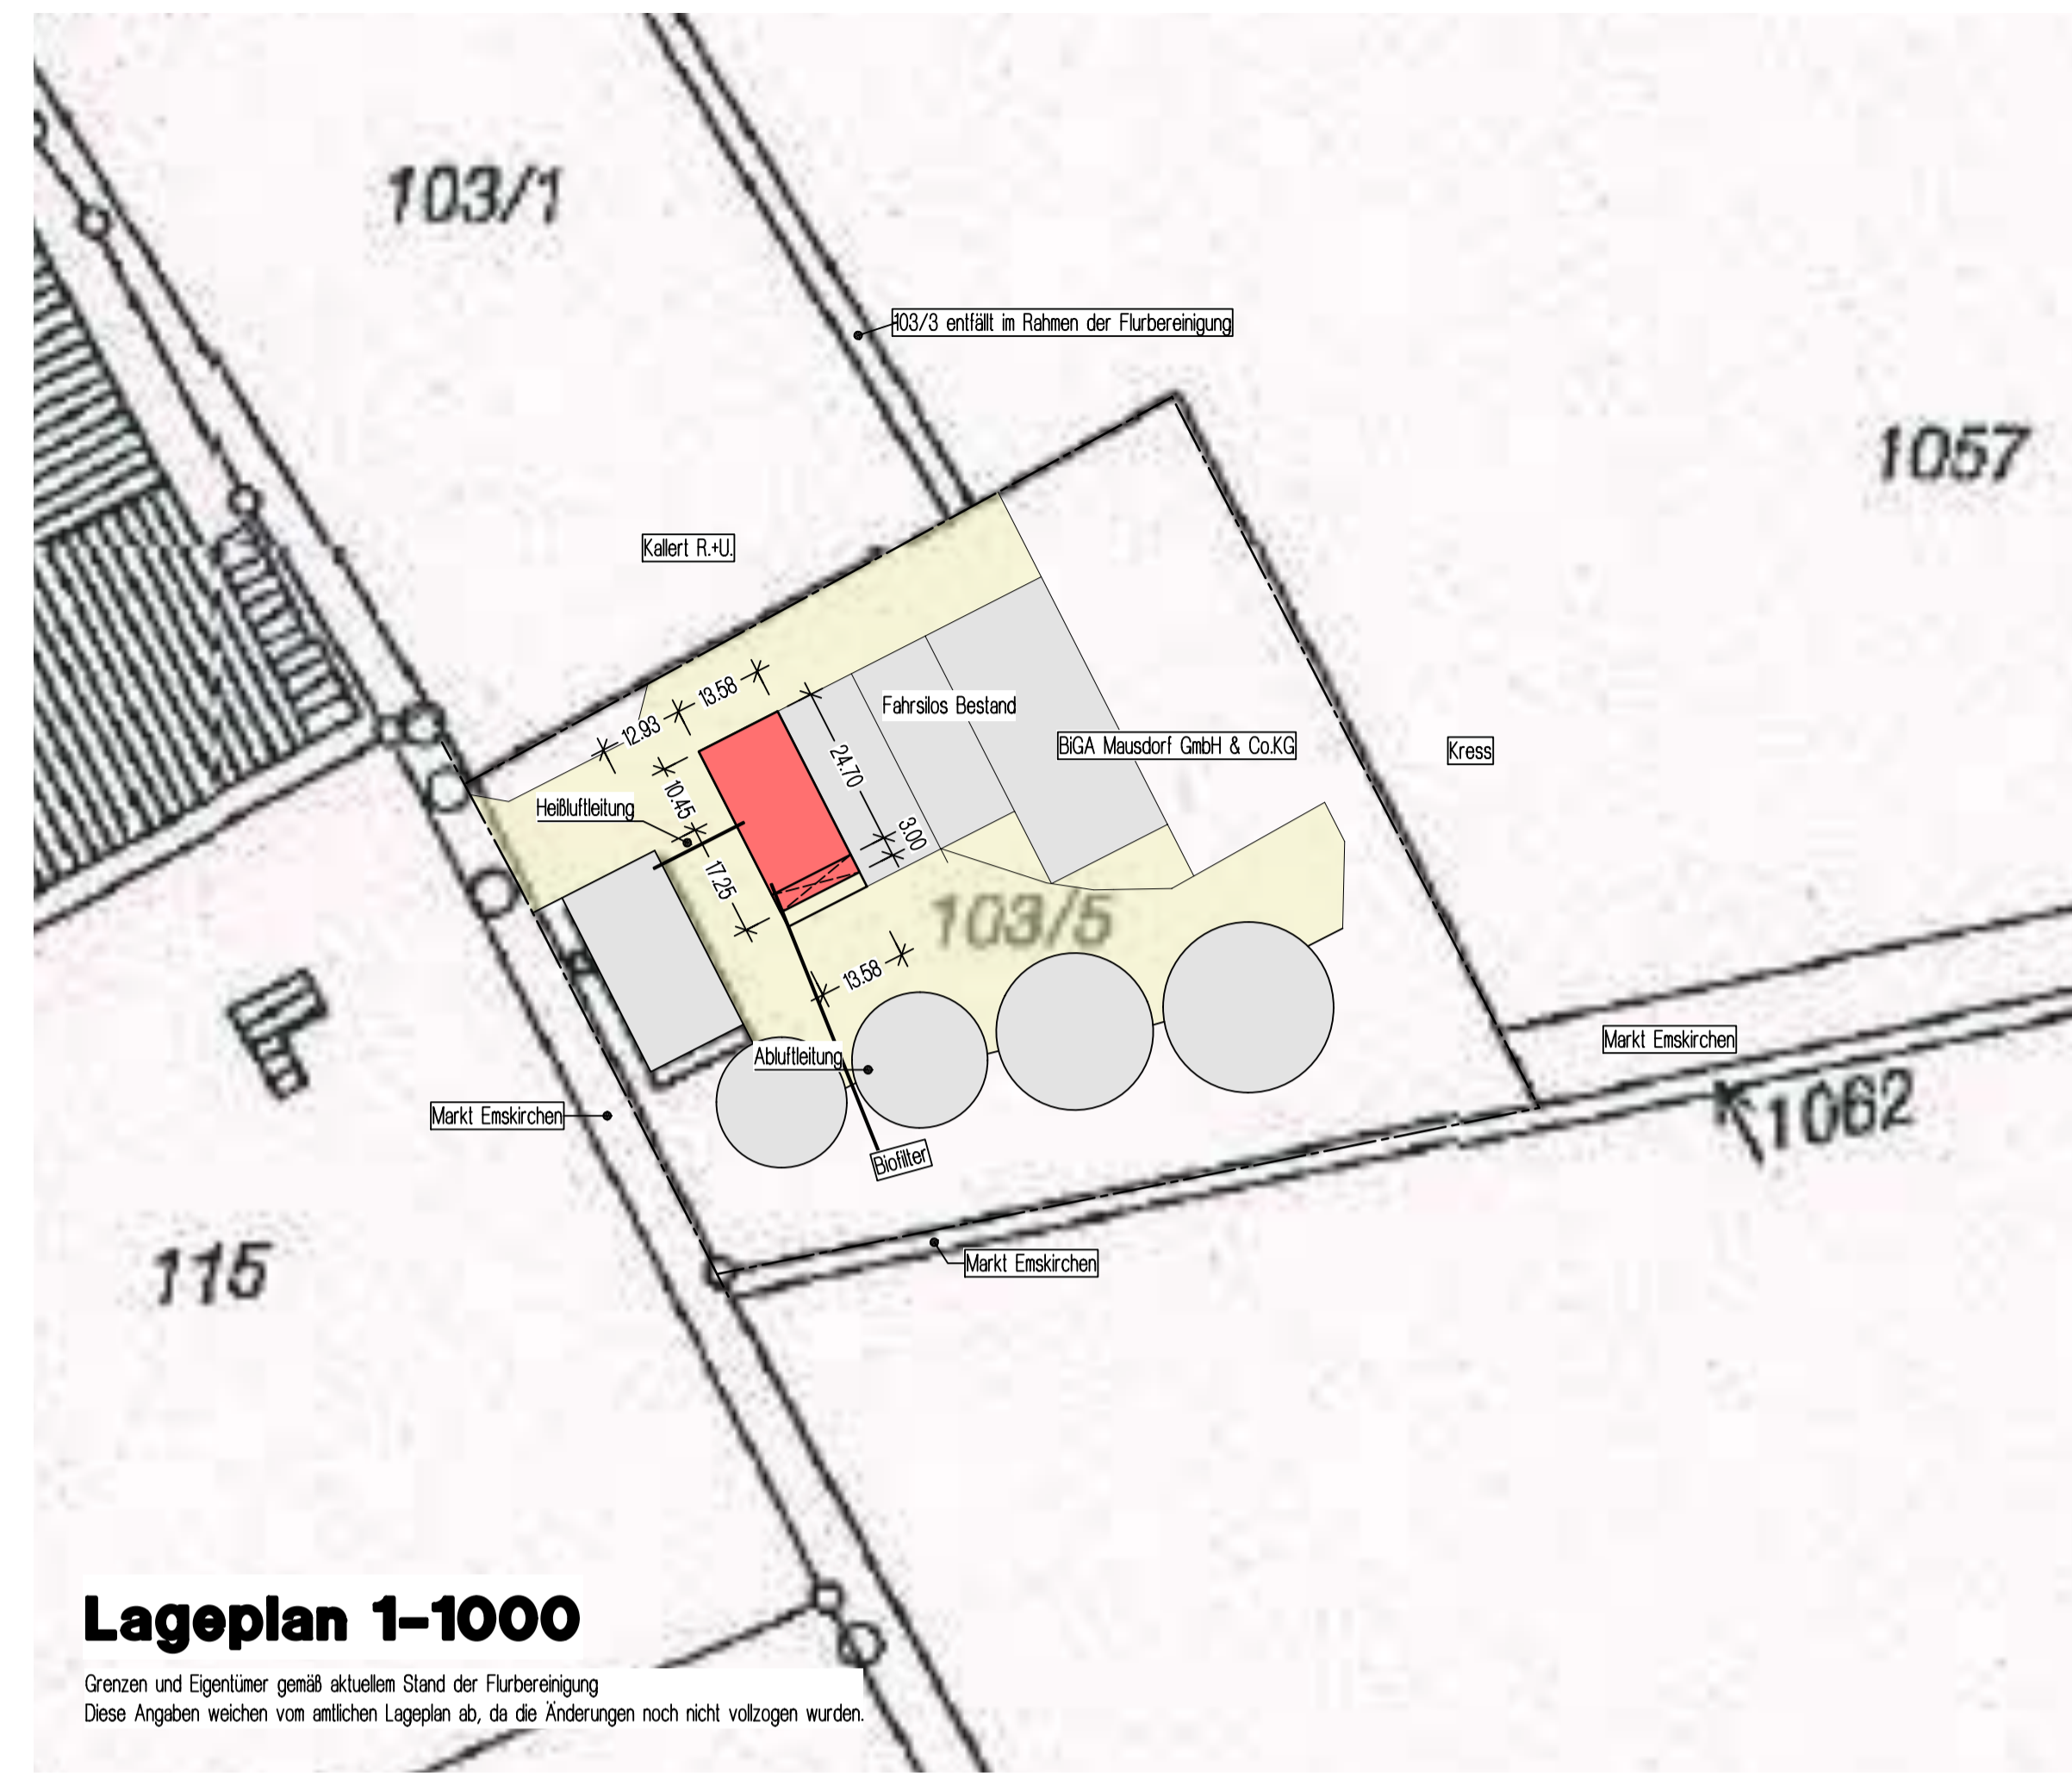 103/1
103/3 entfällt im Rahmen der Flurbereinigung
1057
Kallert R.+U.
13.58
12.93
Fahrsilos Bestand
24.70
BiGA Mausdorf GmbH & Co.KG
Kress
10.45
Heißluftleitung
3.00
17.25
103/5
13.58
Markt Emskirchen
Abluftleitung
1062
Markt Emskirchen
Biofilter
115
Markt Emskirchen
Lageplan 1-1000
Grenzen und Eigentümer gemäß aktuellem Stand der Flurbereinigung
Diese Angaben weichen vom amtlichen Lageplan ab, da die Änderungen noch nicht vollzogen wurden.